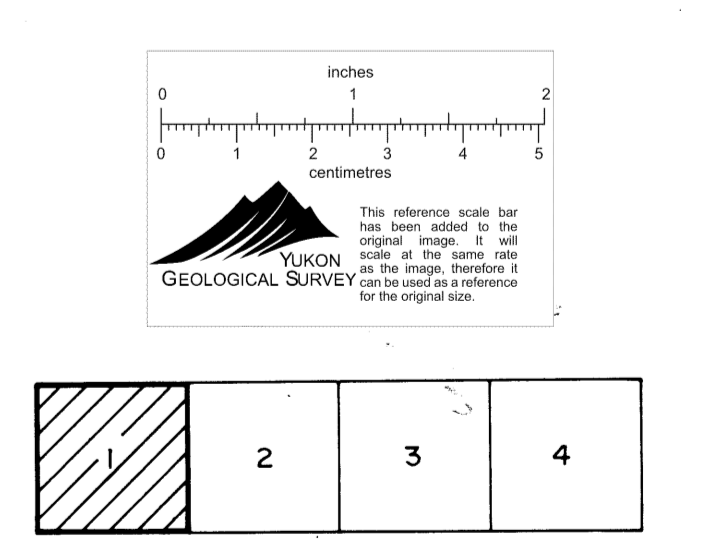 inches
0 1 2
0 1 2 3 4 5
centimetres
This reference scale bar
has been added to the
original image. It will
scale at the same rate
as the image, therefore it
can be used as a reference
for the original size.
YUKON
GEOLOGICAL SURVEY
1 2 3 4